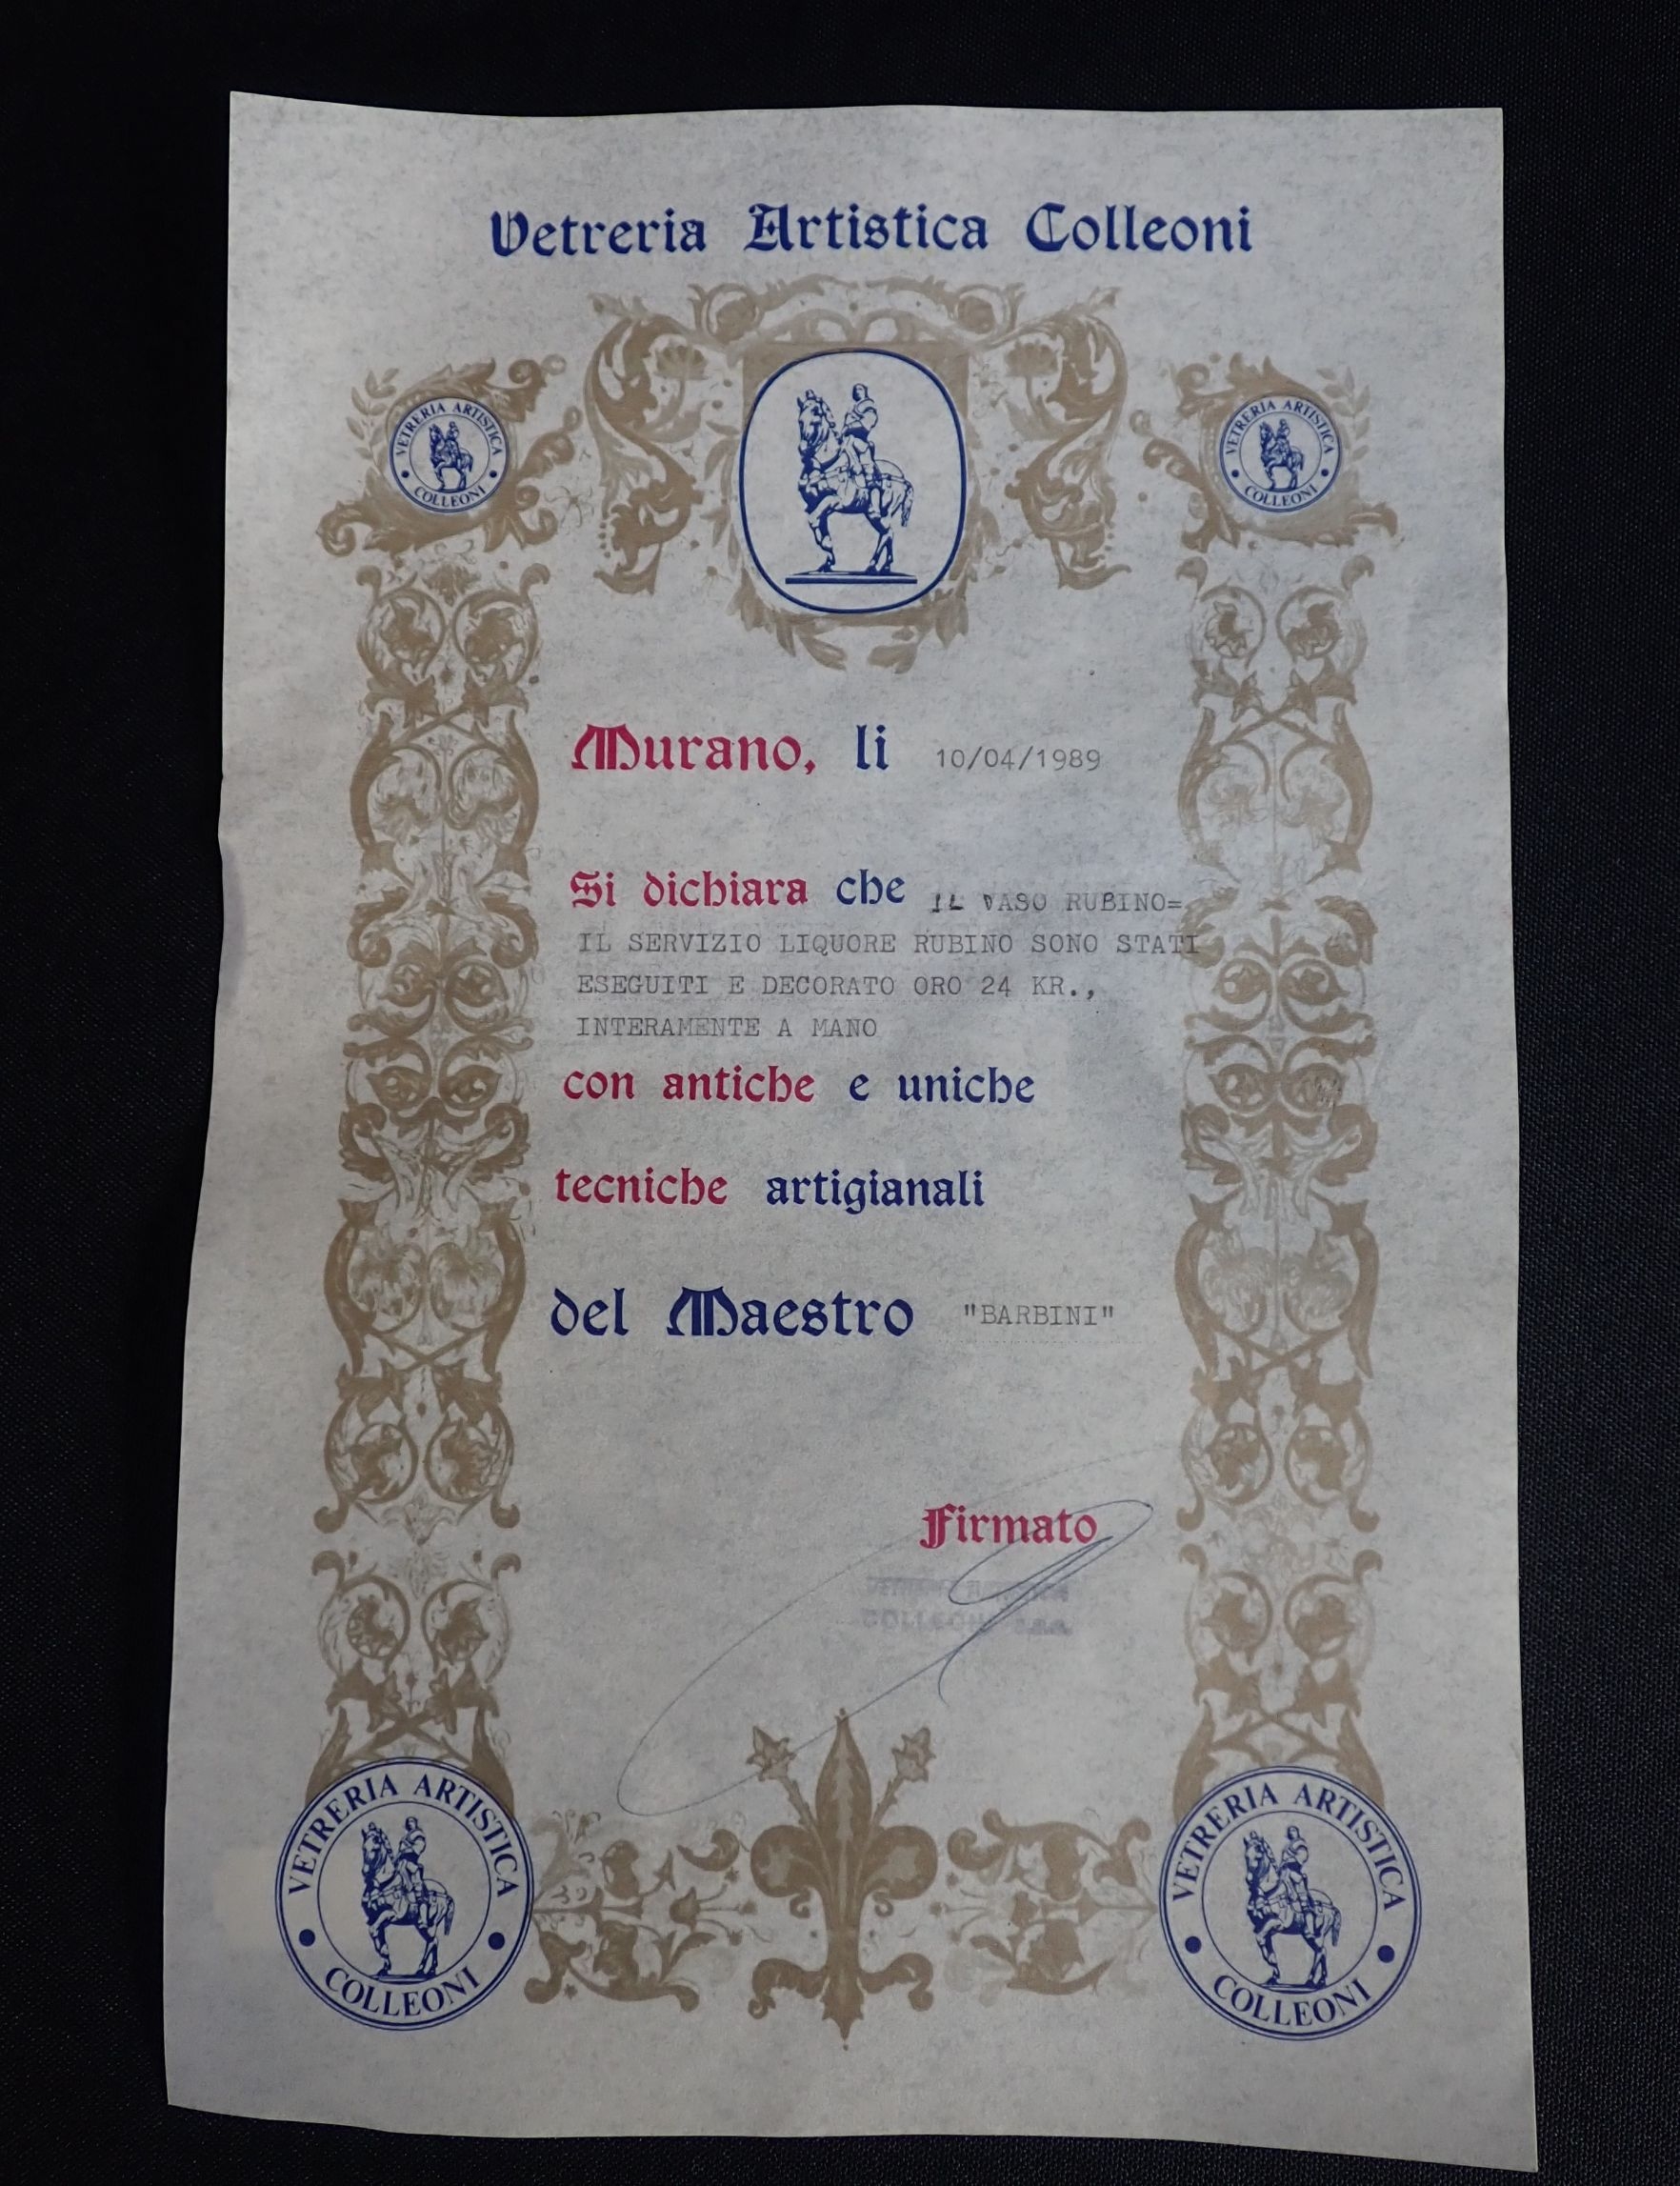 Vetreria Artistica Colleoni
VETRERIA ARTISTICA
COLLEONI
VETRERIA ARTISTICA
COLLEONI
Murano, li 10/04/1989
Si dichiara che IL VASO RUBINO=
IL SERVIZIO LIQUORE RUBINO SONO STATI
ESEGUITI E DECORATO ORO 24 KR.,
INTERAMENTE A MANO
con antiche e uniche
tecniche artigianali
del Maestro "BARBINI"
Firmato
COLLEONI
VETRERIA ARTISTICA
COLLEONI
VETRERIA ARTISTICA
COLLEONI